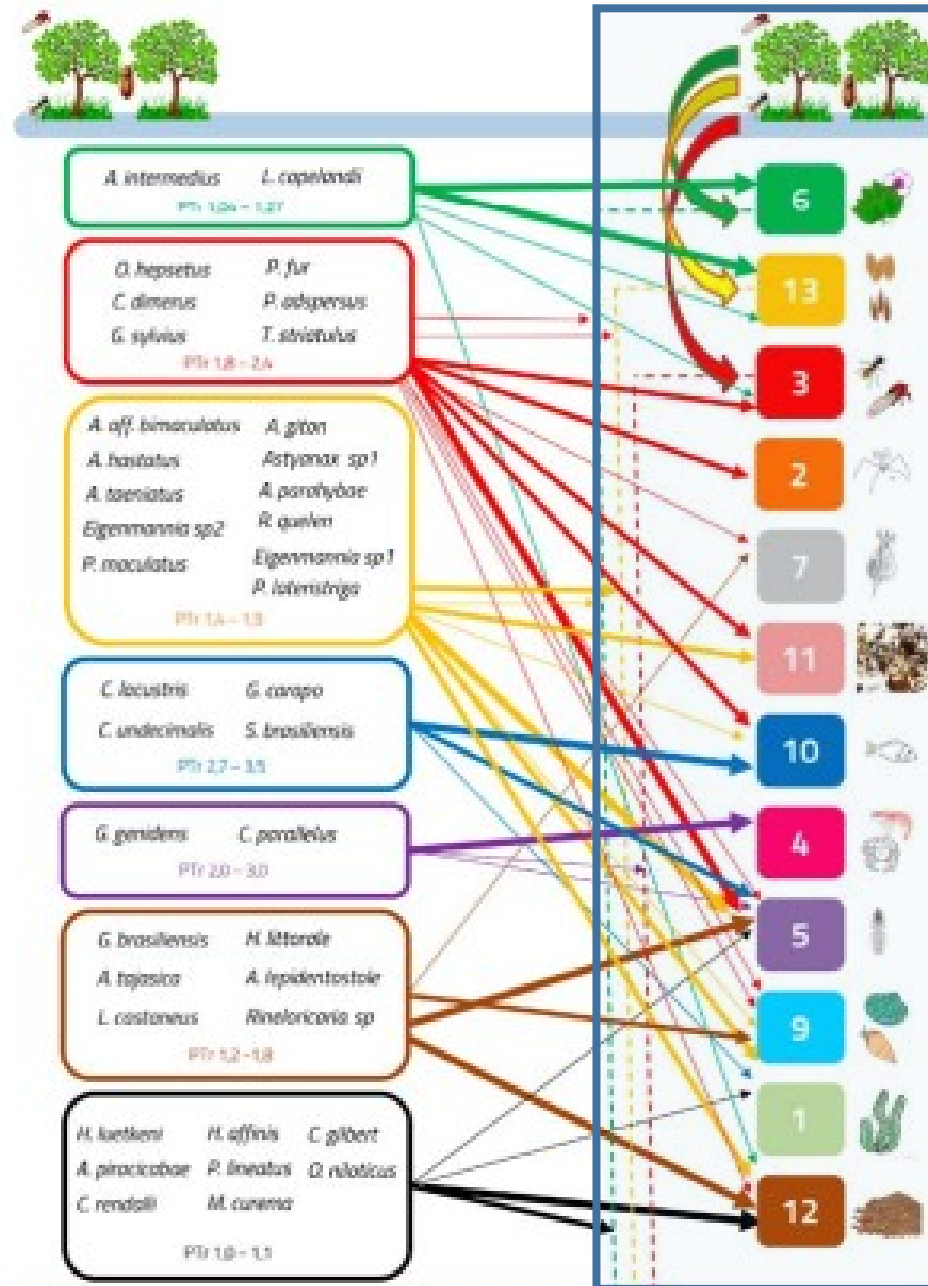 A. intermedius L. copelandi
PTr 1,04 – 1,27
O. hepsetus P. fur
C. dimerus P. adspersus
G. sylvius T. striatulus
PTr 1,8 – 2,4
A. aff. bimaculatus A. giton
A. hastatus Astyanax sp1
A. taeniatus A. parahybae
Eigenmannia sp2 R. quelen
P. maculatus Eigenmannia sp1
P. lateristriga
PTr 1,4 – 1,9
C. lacustris G. carapo
C. undecimalis S. brasiliensis
PTr 2,7 – 3,5
G. genidens C. parallelus
PTr 2,0 – 3,0
G. brasiliensis H. littorale
A. tajasica A. lepidentostole
L. castaneus Rineloricaria sp
PTr 1,2 -1,8
H. luetkeni H. affinis C. gilbert
A. piracicabae P. lineatus O. niloticus
C. rendalli M. curema
PTr 1,0 – 1,1
6
13
3
2
7
11
10
4
5
9
1
12